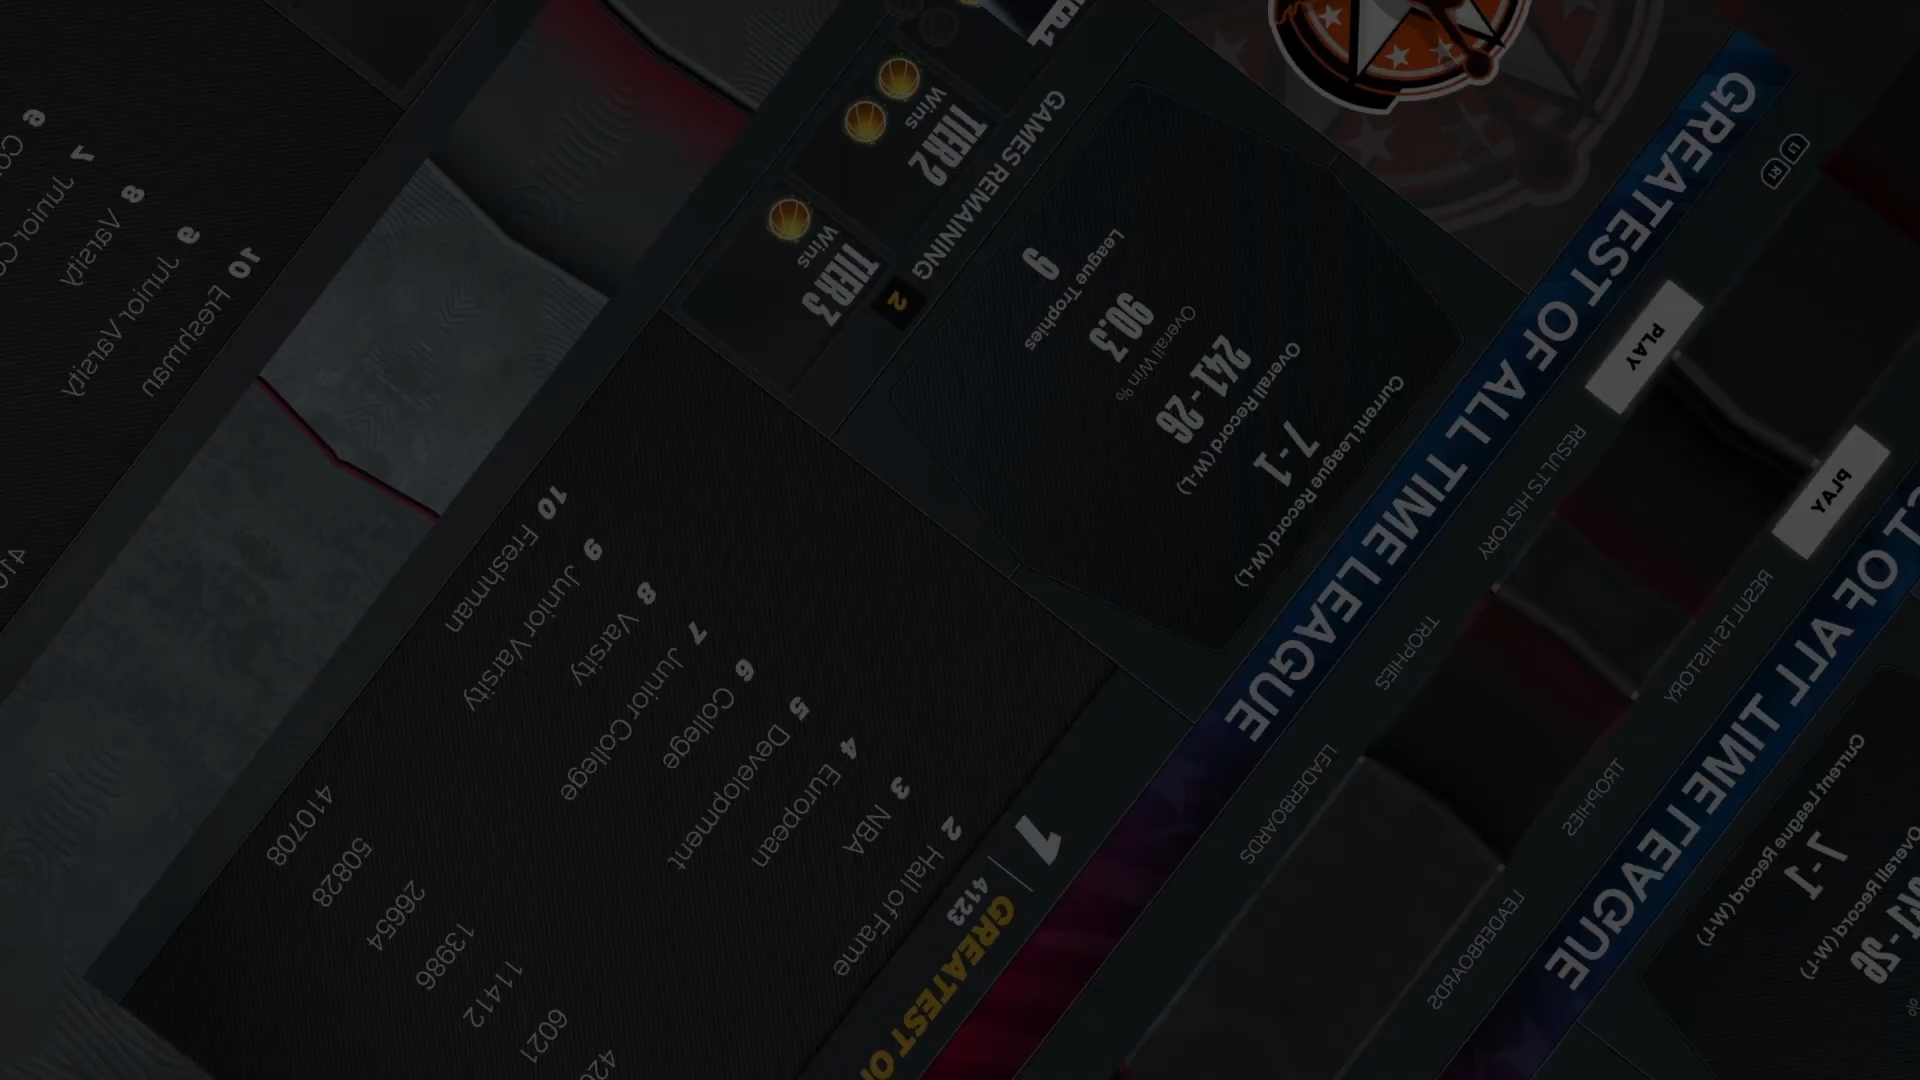 GREATEST OF ALL TIME LEAGUE
PLAY
RESULTS HISTORY
TROPHIES
LEADERBOARDS
L1
R1
Current League Record (W-L)
7-1
Overall Record (W-L)
241-26
Overall Win %
90.3
League Trophies
9
GAMES REMAINING
2
TIER 2
Wins
TIER 3
Wins
1
4123
GREATEST O
2 Hall of Fame
3 NBA
4 European
5 Development
6 College
6021
7 Junior College
11412
8 Varsity
13986
9 Junior Varsity
26654
10 Freshman
50828
410708
6
7
8 Varsity
9 Junior Varsity
10 Freshman
PLAY
RESULTS HISTORY
TROPHIES
LEADERBOARDS
OF ALL TIME LEAGUE
Current League Record (W-L)
7-1
Overall Record (W-L)